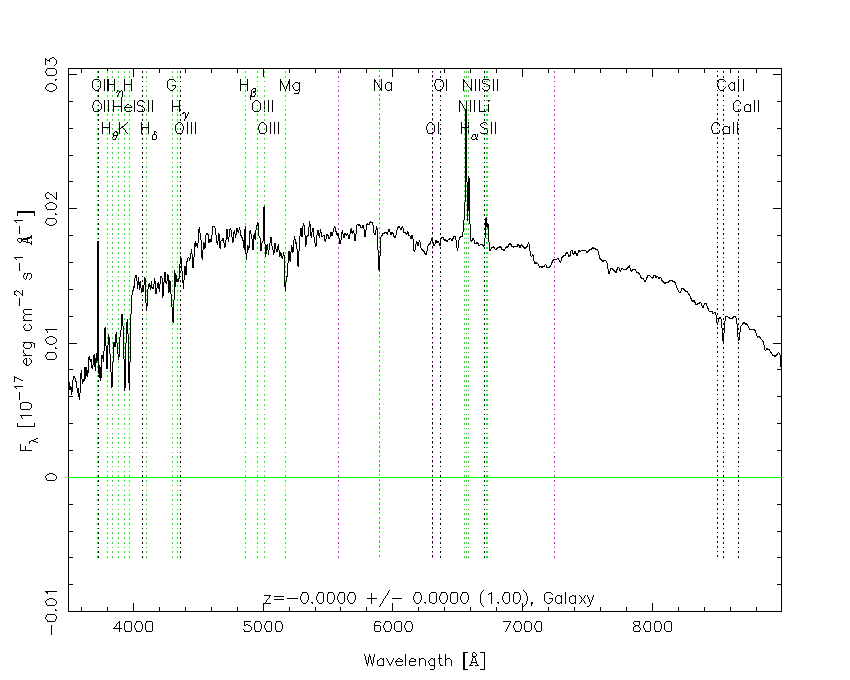 OII Hη H G Hβ Mg Na OI NII SII CaII
OII HeI SII Hγ OIII NII Li CaII
Hθ K Hδ OIII OIII OI Hα SII CaII
0.03
0.02
0.01
0
−0.01
Fλ [10−17 erg cm−2 s−1 Å−1]
z=−0.0000 +/− 0.0000 (1.00), Galaxy
4000 5000 6000 7000 8000
Wavelength [Å]